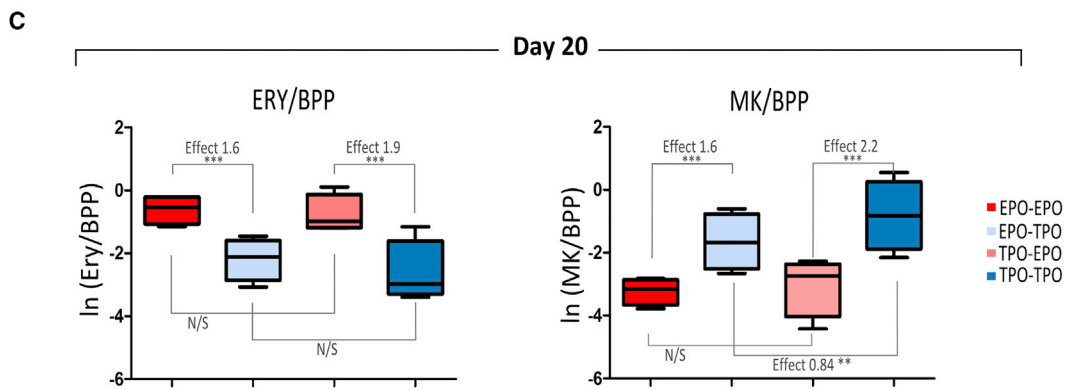 C
Day 20
ERY/BPP
ln (Ery/BPP)
2
0
-2
-4
-6
Effect 1.6
***
Effect 1.9
***
N/S
N/S
MK/BPP
ln (MK/BPP)
2
0
-2
-4
-6
Effect 1.6
***
Effect 2.2
***
N/S
Effect 0.84 **
EPO-EPO
EPO-TPO
TPO-EPO
TPO-TPO